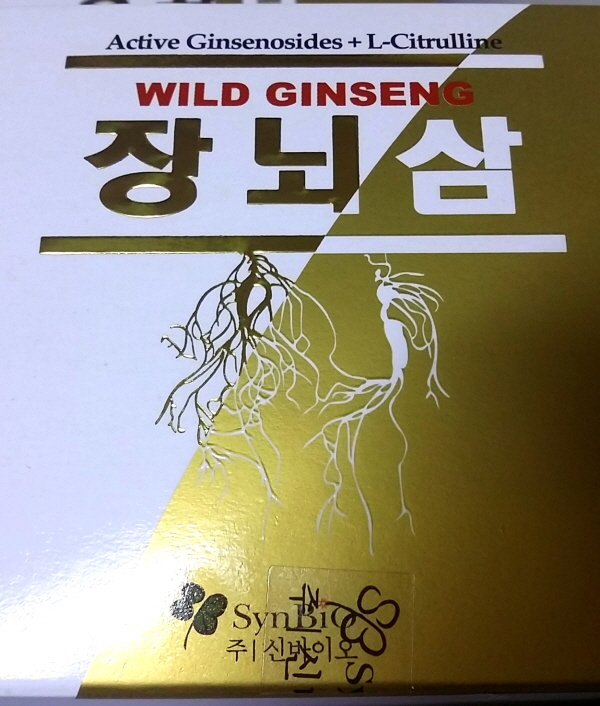 Active Ginsenosides + L-Citrulline
WILD GINSENG
장뇌삼
SynBiO
주| 신바이오